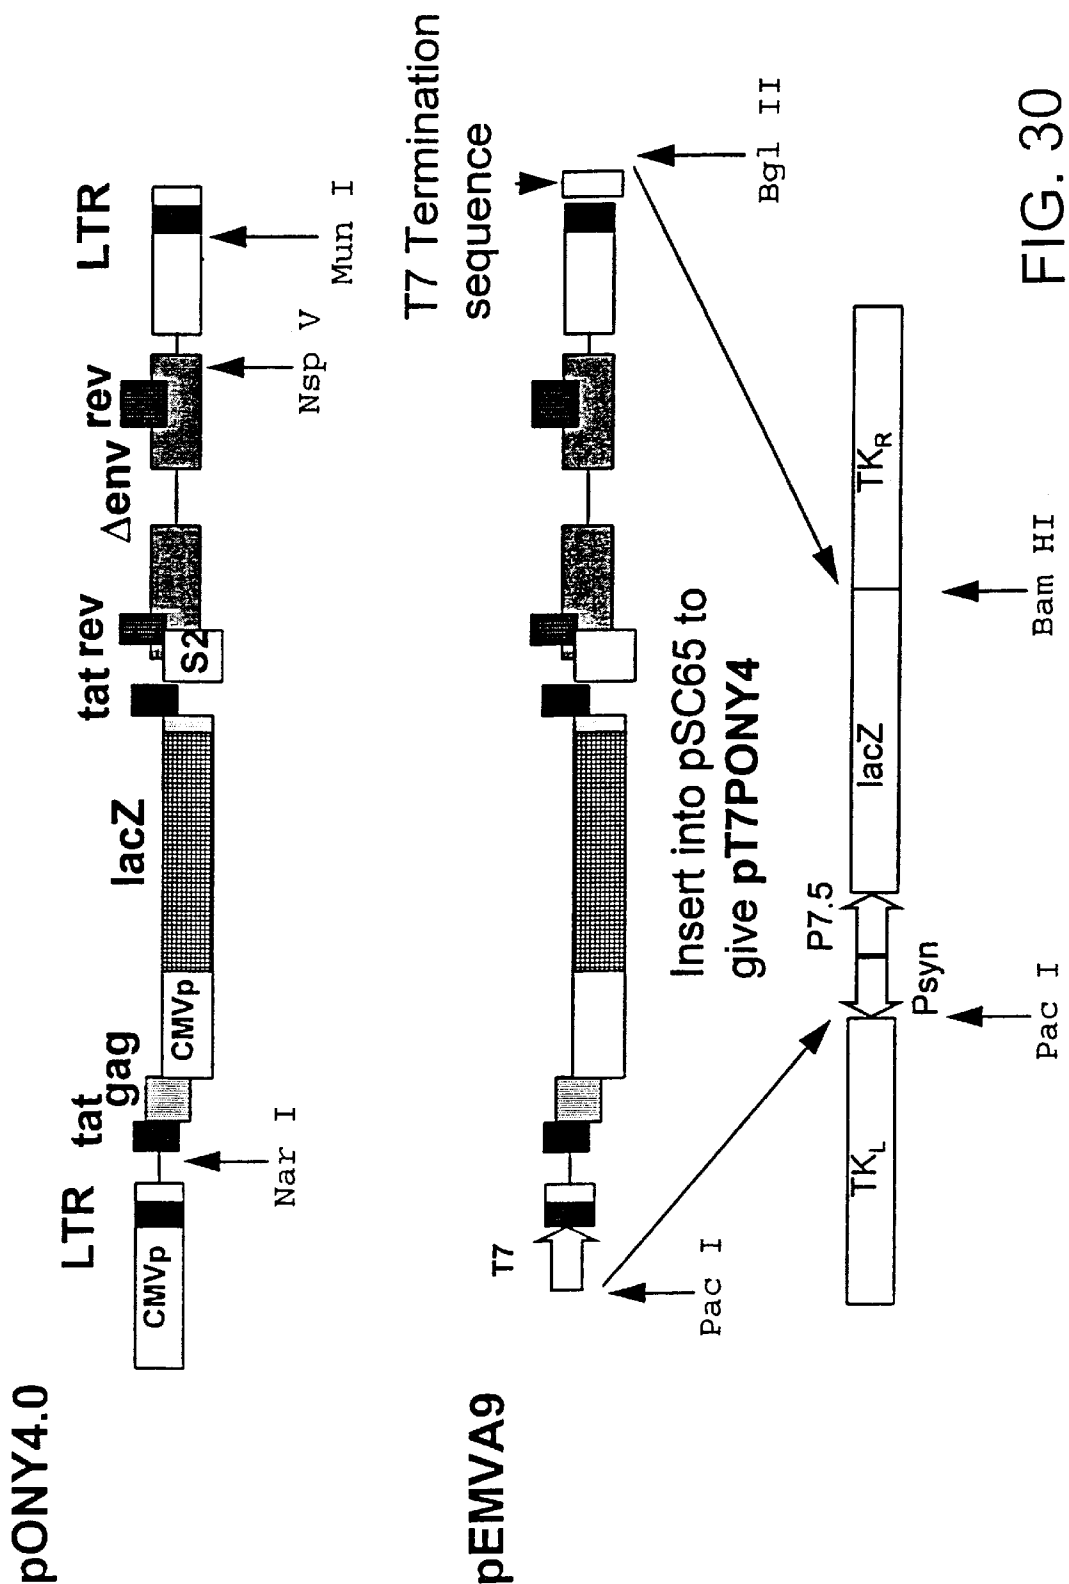 pONY4.0
LTR
tat
gag
lacZ
tat
rev
Δenv
rev
LTR
CMVp
CMVp
S2
Nar I
Nsp V
Mun I
pEMVA9
T7
T7 Termination
sequence
Pac I
Bgl II
Insert into pSC65 to
give pT7PONY4
TKL
P7.5
Psyn
lacZ
TKR
Pac I
Bam HI
FIG. 30